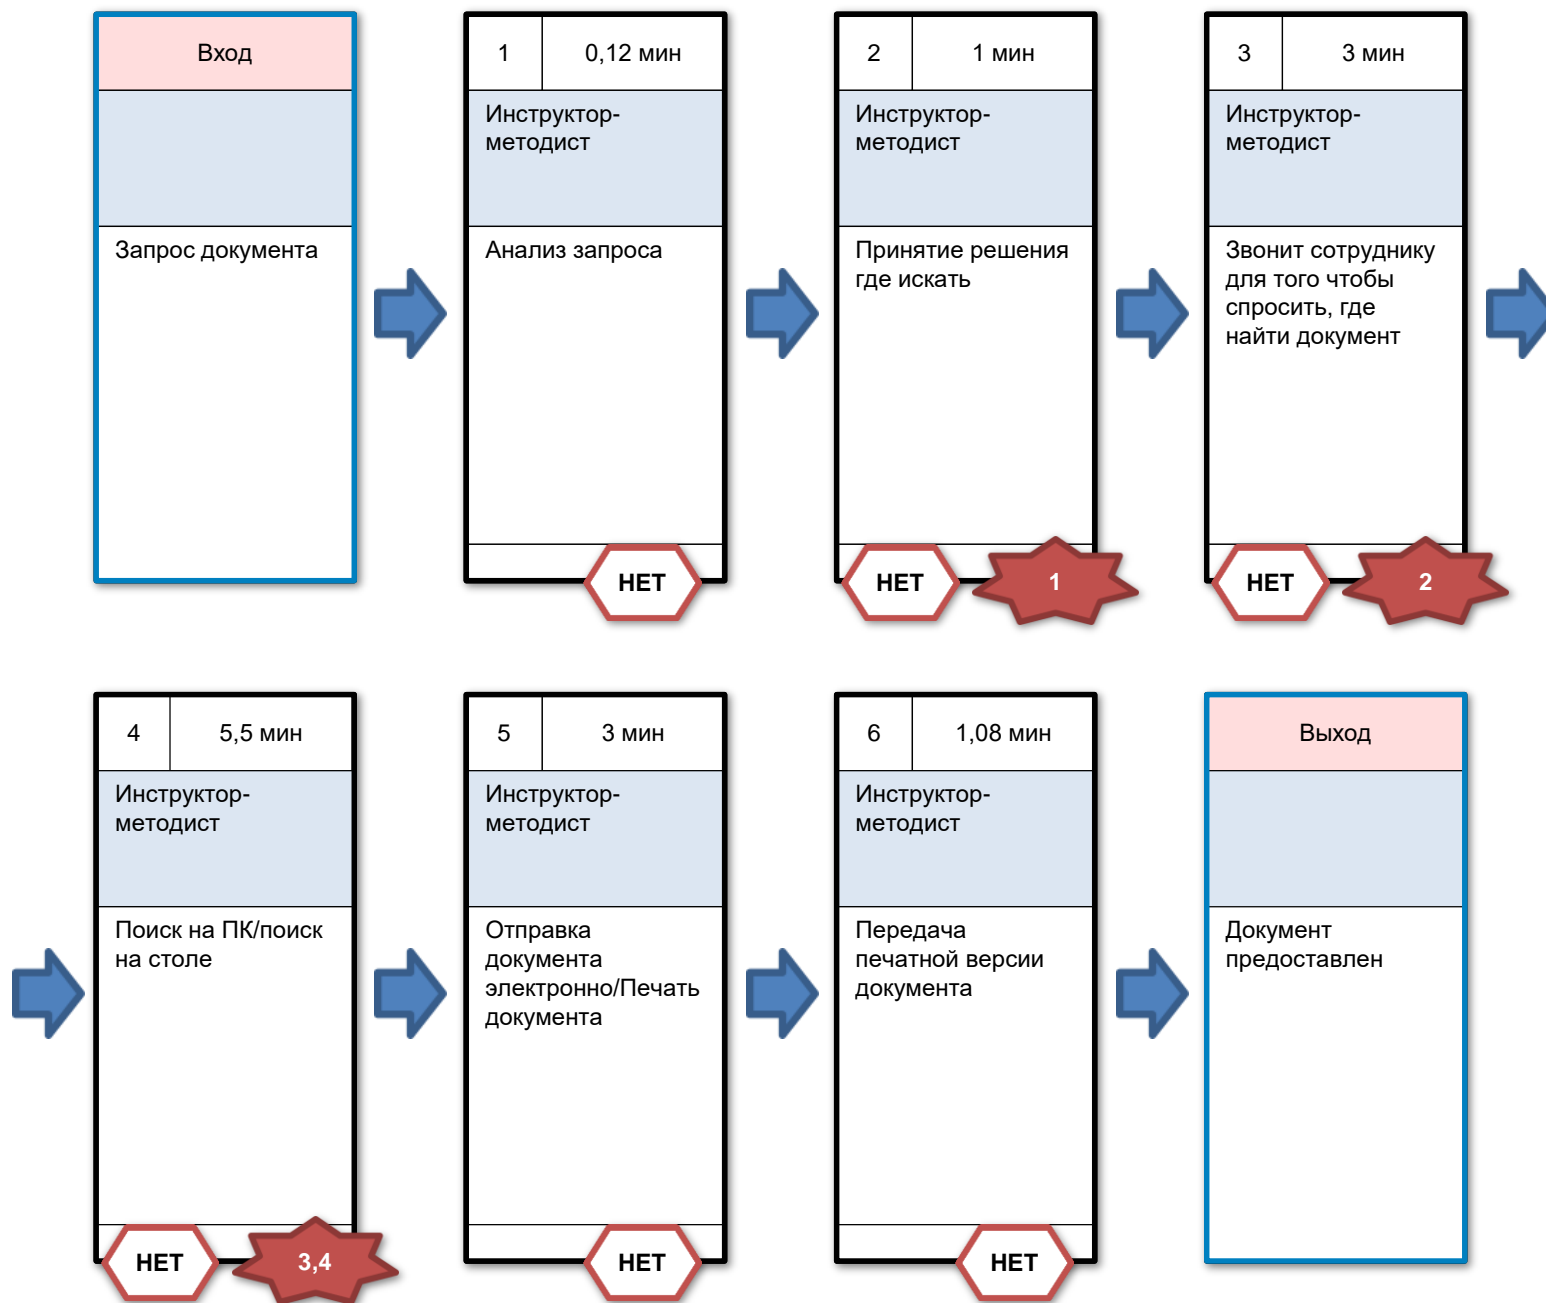 Вход
Запрос документа
1
0,12 мин
Инструктор-
методист
Анализ запроса
НЕТ
2
1 мин
Инструктор-
методист
Принятие решения
где искать
НЕТ
1
3
3 мин
Инструктор-
методист
Звонит сотруднику
для того чтобы
спросить, где
найти документ
НЕТ
2
4
5,5 мин
Инструктор-
методист
Поиск на ПК/поиск
на столе
НЕТ
3,4
5
3 мин
Инструктор-
методист
Отправка
документа
электронно/Печать
документа
НЕТ
6
1,08 мин
Инструктор-
методист
Передача
печатной версии
документа
НЕТ
Выход
Документ
предоставлен